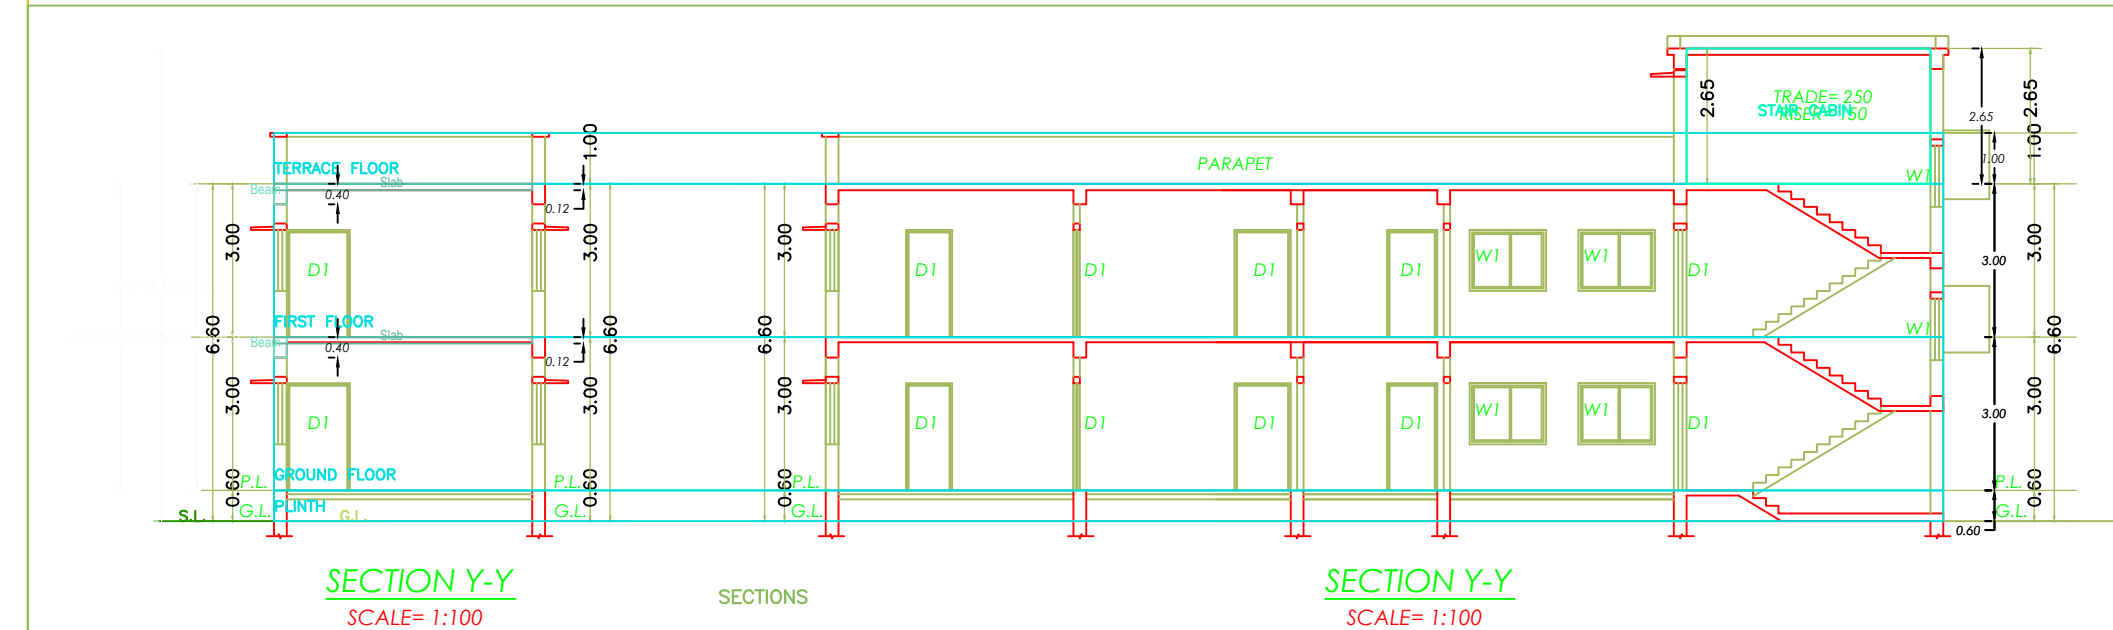 TRADE= 250
STAIR CABIN
RISER= 150
2.65
2.65
2.65
1.00
1.00
1.00
PARAPET
TERRACE FLOOR
Slab
Beam
0.40
0.12
W1
3.00
3.00
3.00
3.00
3.00
D1
D1
D1
D1
D1
W1
W1
D1
FIRST FLOOR
Slab
Beam
0.40
0.12
W1
6.60
6.60
6.60
6.60
3.00
3.00
3.00
3.00
3.00
D1
D1
D1
D1
D1
W1
W1
D1
GROUND FLOOR
P.L.
P.L.
P.L.
P.L.
0.60
0.60
0.60
0.60
0.60
PLINTH
S.L.
G.L.
G.L.
G.L.
G.L.
G.L.
SECTION Y-Y
SCALE= 1:100
SECTIONS
SECTION Y-Y
SCALE= 1:100